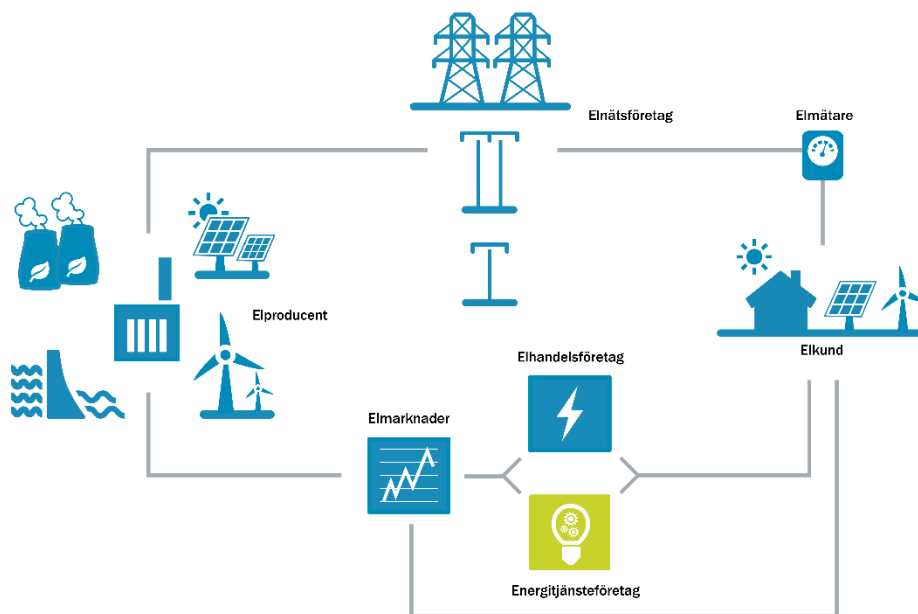 Elnätsföretag
Elmätare
Elproducent
Elkund
Elhandelsföretag
Elmarknader
Energitjänsteföretag